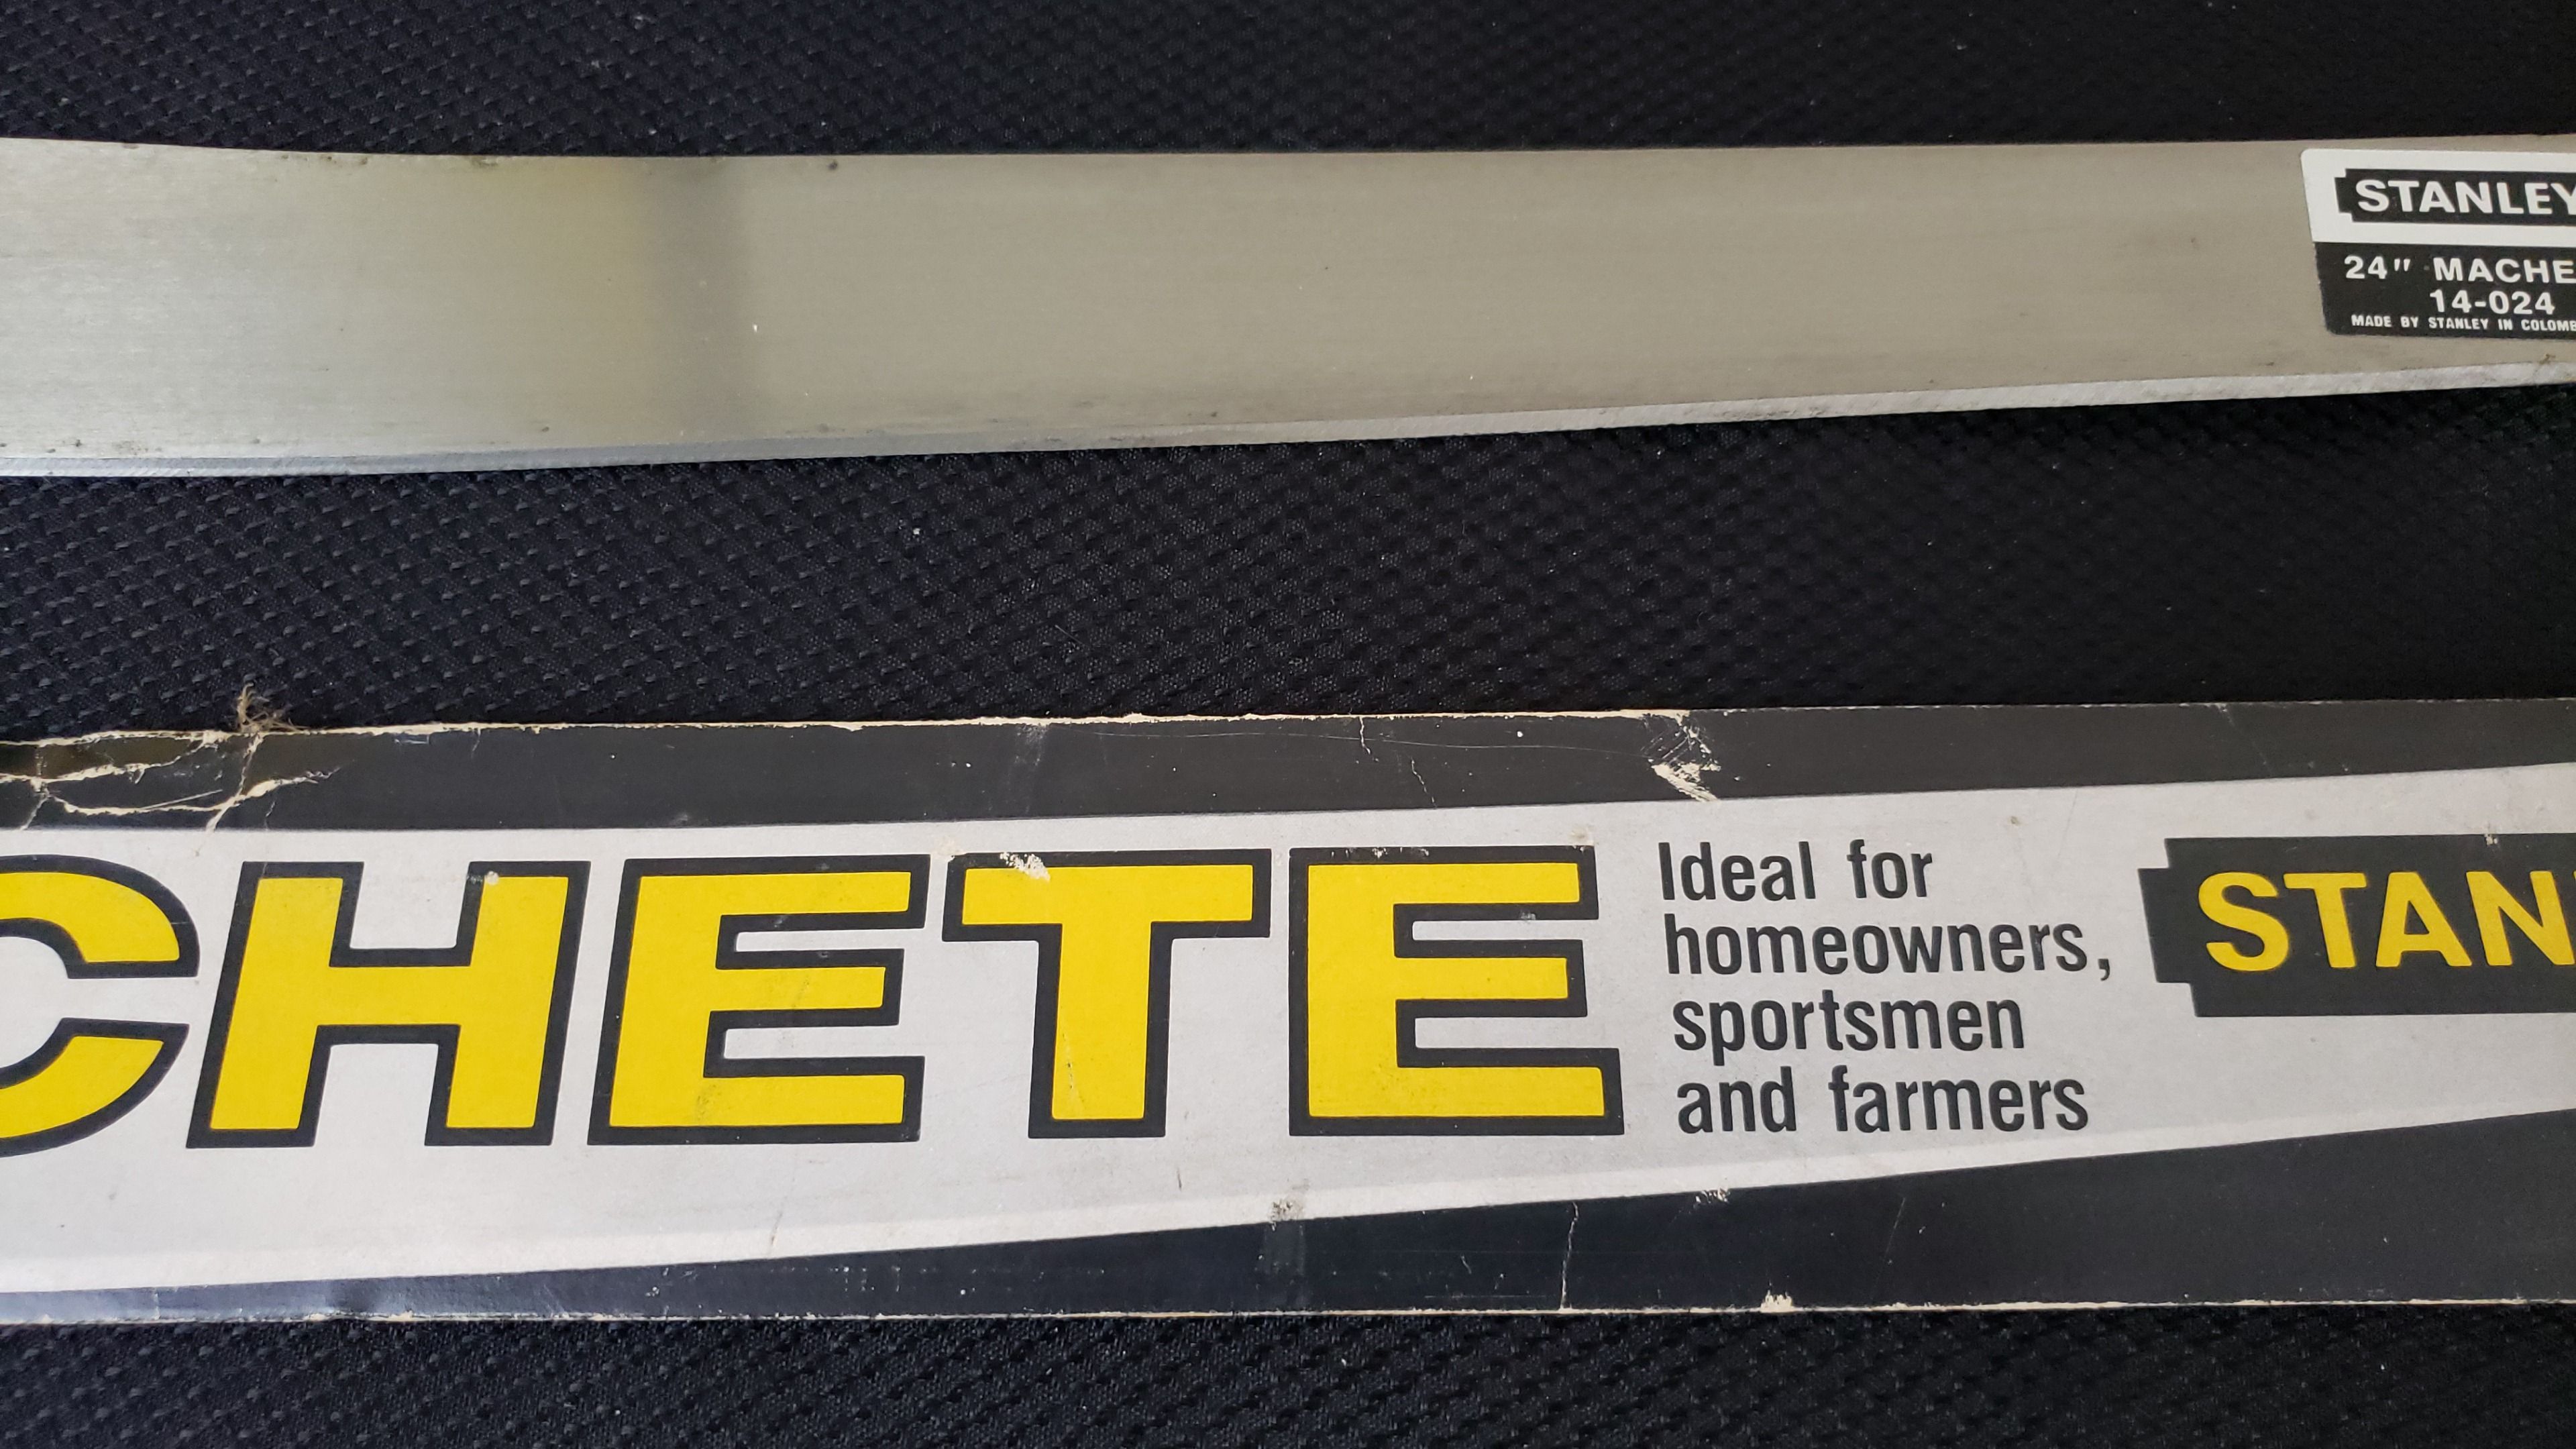 STANLEY
24" MACHE
14-024
MADE BY STANLEY IN COLOMB
CHETE
Ideal for
homeowners,
sportsmen
and farmers
STAN